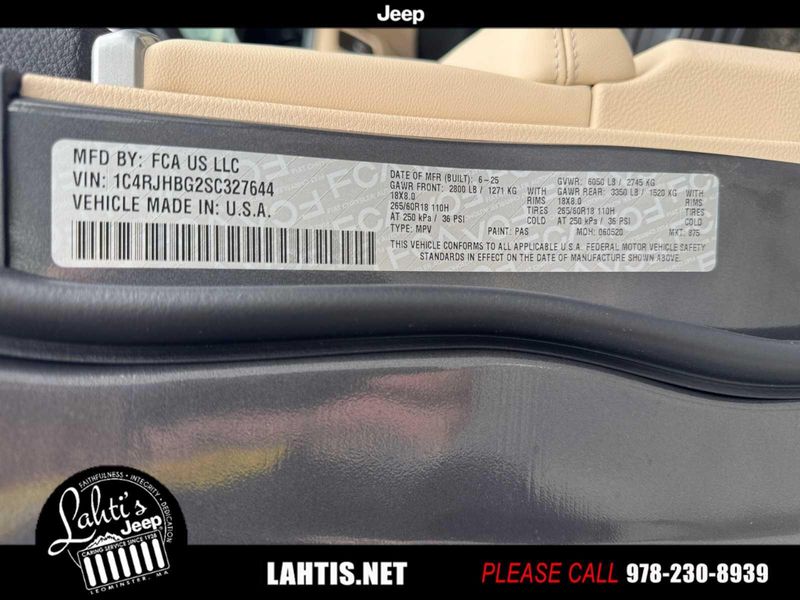 Jeep
MFD BY: FCA US LLC
VIN: 1C4RJHBG2SC327644
VEHICLE MADE IN: U.S.A.
DATE OF MFR (BUILT): 6-25 GVWR: 6050 LB / 2745 KG
GAWR FRONT: 2800 LB / 1271 KG WITH GAWR REAR: 3350 LB / 1520 KG WITH
18X8.0 RIMS 18X8.0 RIMS
265/60R18 110H TIRES 265/60R18 110H TIRES
AT 250 kPa / 36 PSI COLD AT 250 kPa / 36 PSI COLD
TYPE: MPV PAINT: PAS MDH: 060520 MKT: 875
THIS VEHICLE CONFORMS TO ALL APPLICABLE U.S.A. FEDERAL MOTOR VEHICLE SAFETY
STANDARDS IN EFFECT ON THE DATE OF MANUFACTURE SHOWN ABOVE.
FAITHFULNESS · INTEGRITY · DEDICATION
Lahti's
Jeep
CARING SERVICE SINCE 1928
LEOMINSTER, MA
LAHTIS.NET
PLEASE CALL 978-230-8939